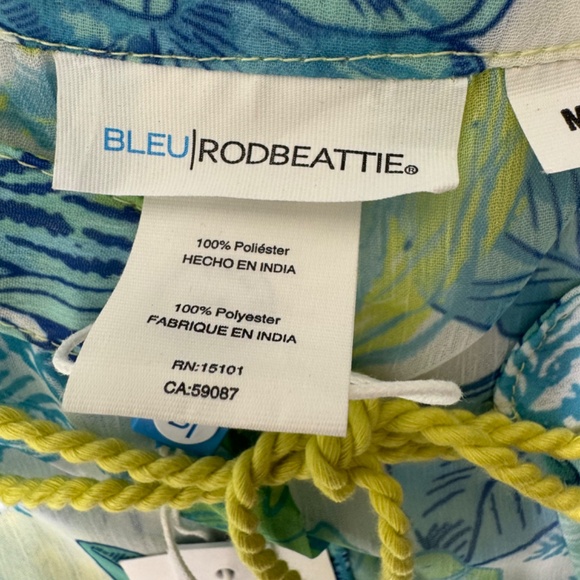 BLEU|RODBEATTIE®
M
100% Poliéster
HECHO EN INDIA
100% Polyester
FABRIQUE EN INDIA
RN:15101
CA:59087